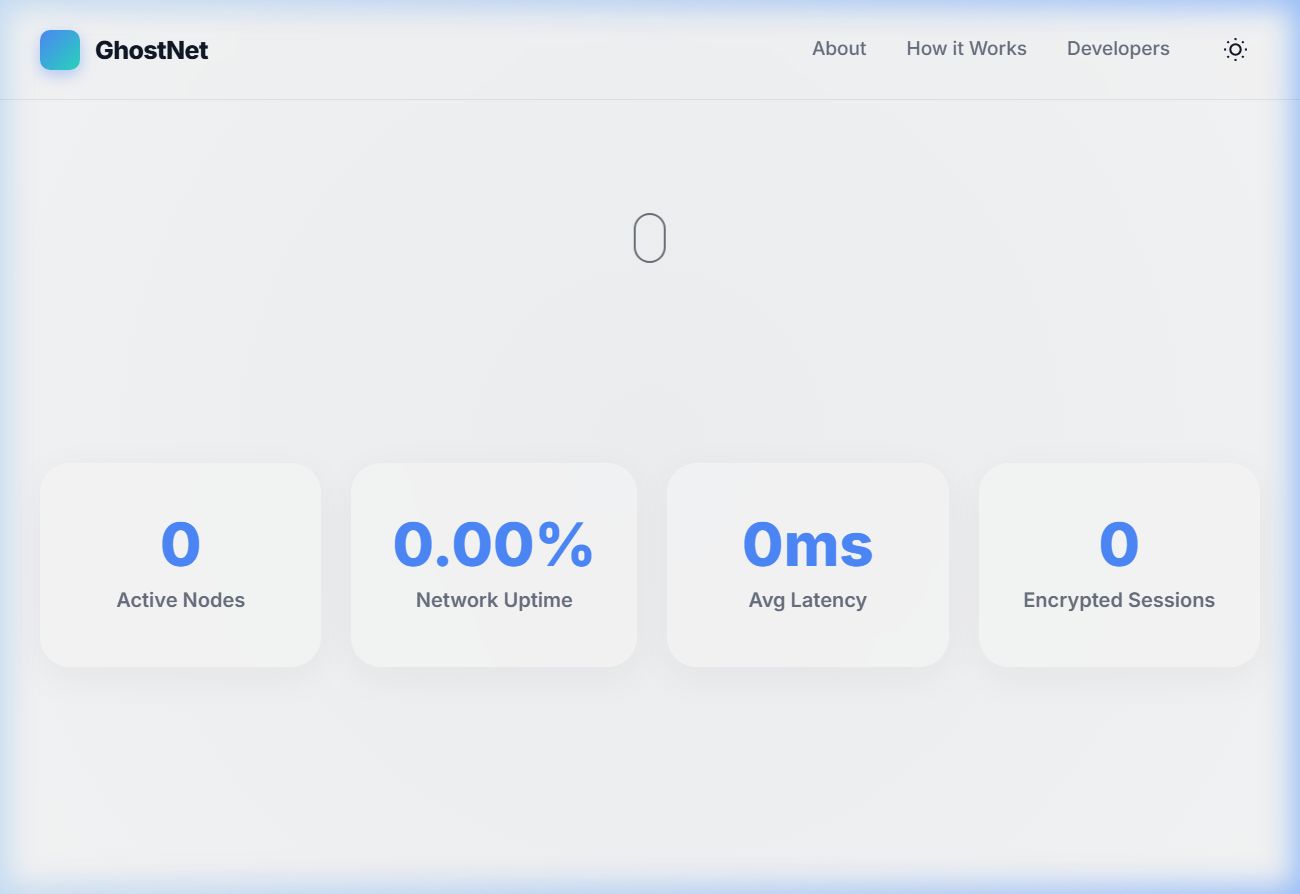 GhostNet
About
How it Works
Developers
0
Active Nodes
0.00%
Network Uptime
0ms
Avg Latency
0
Encrypted Sessions